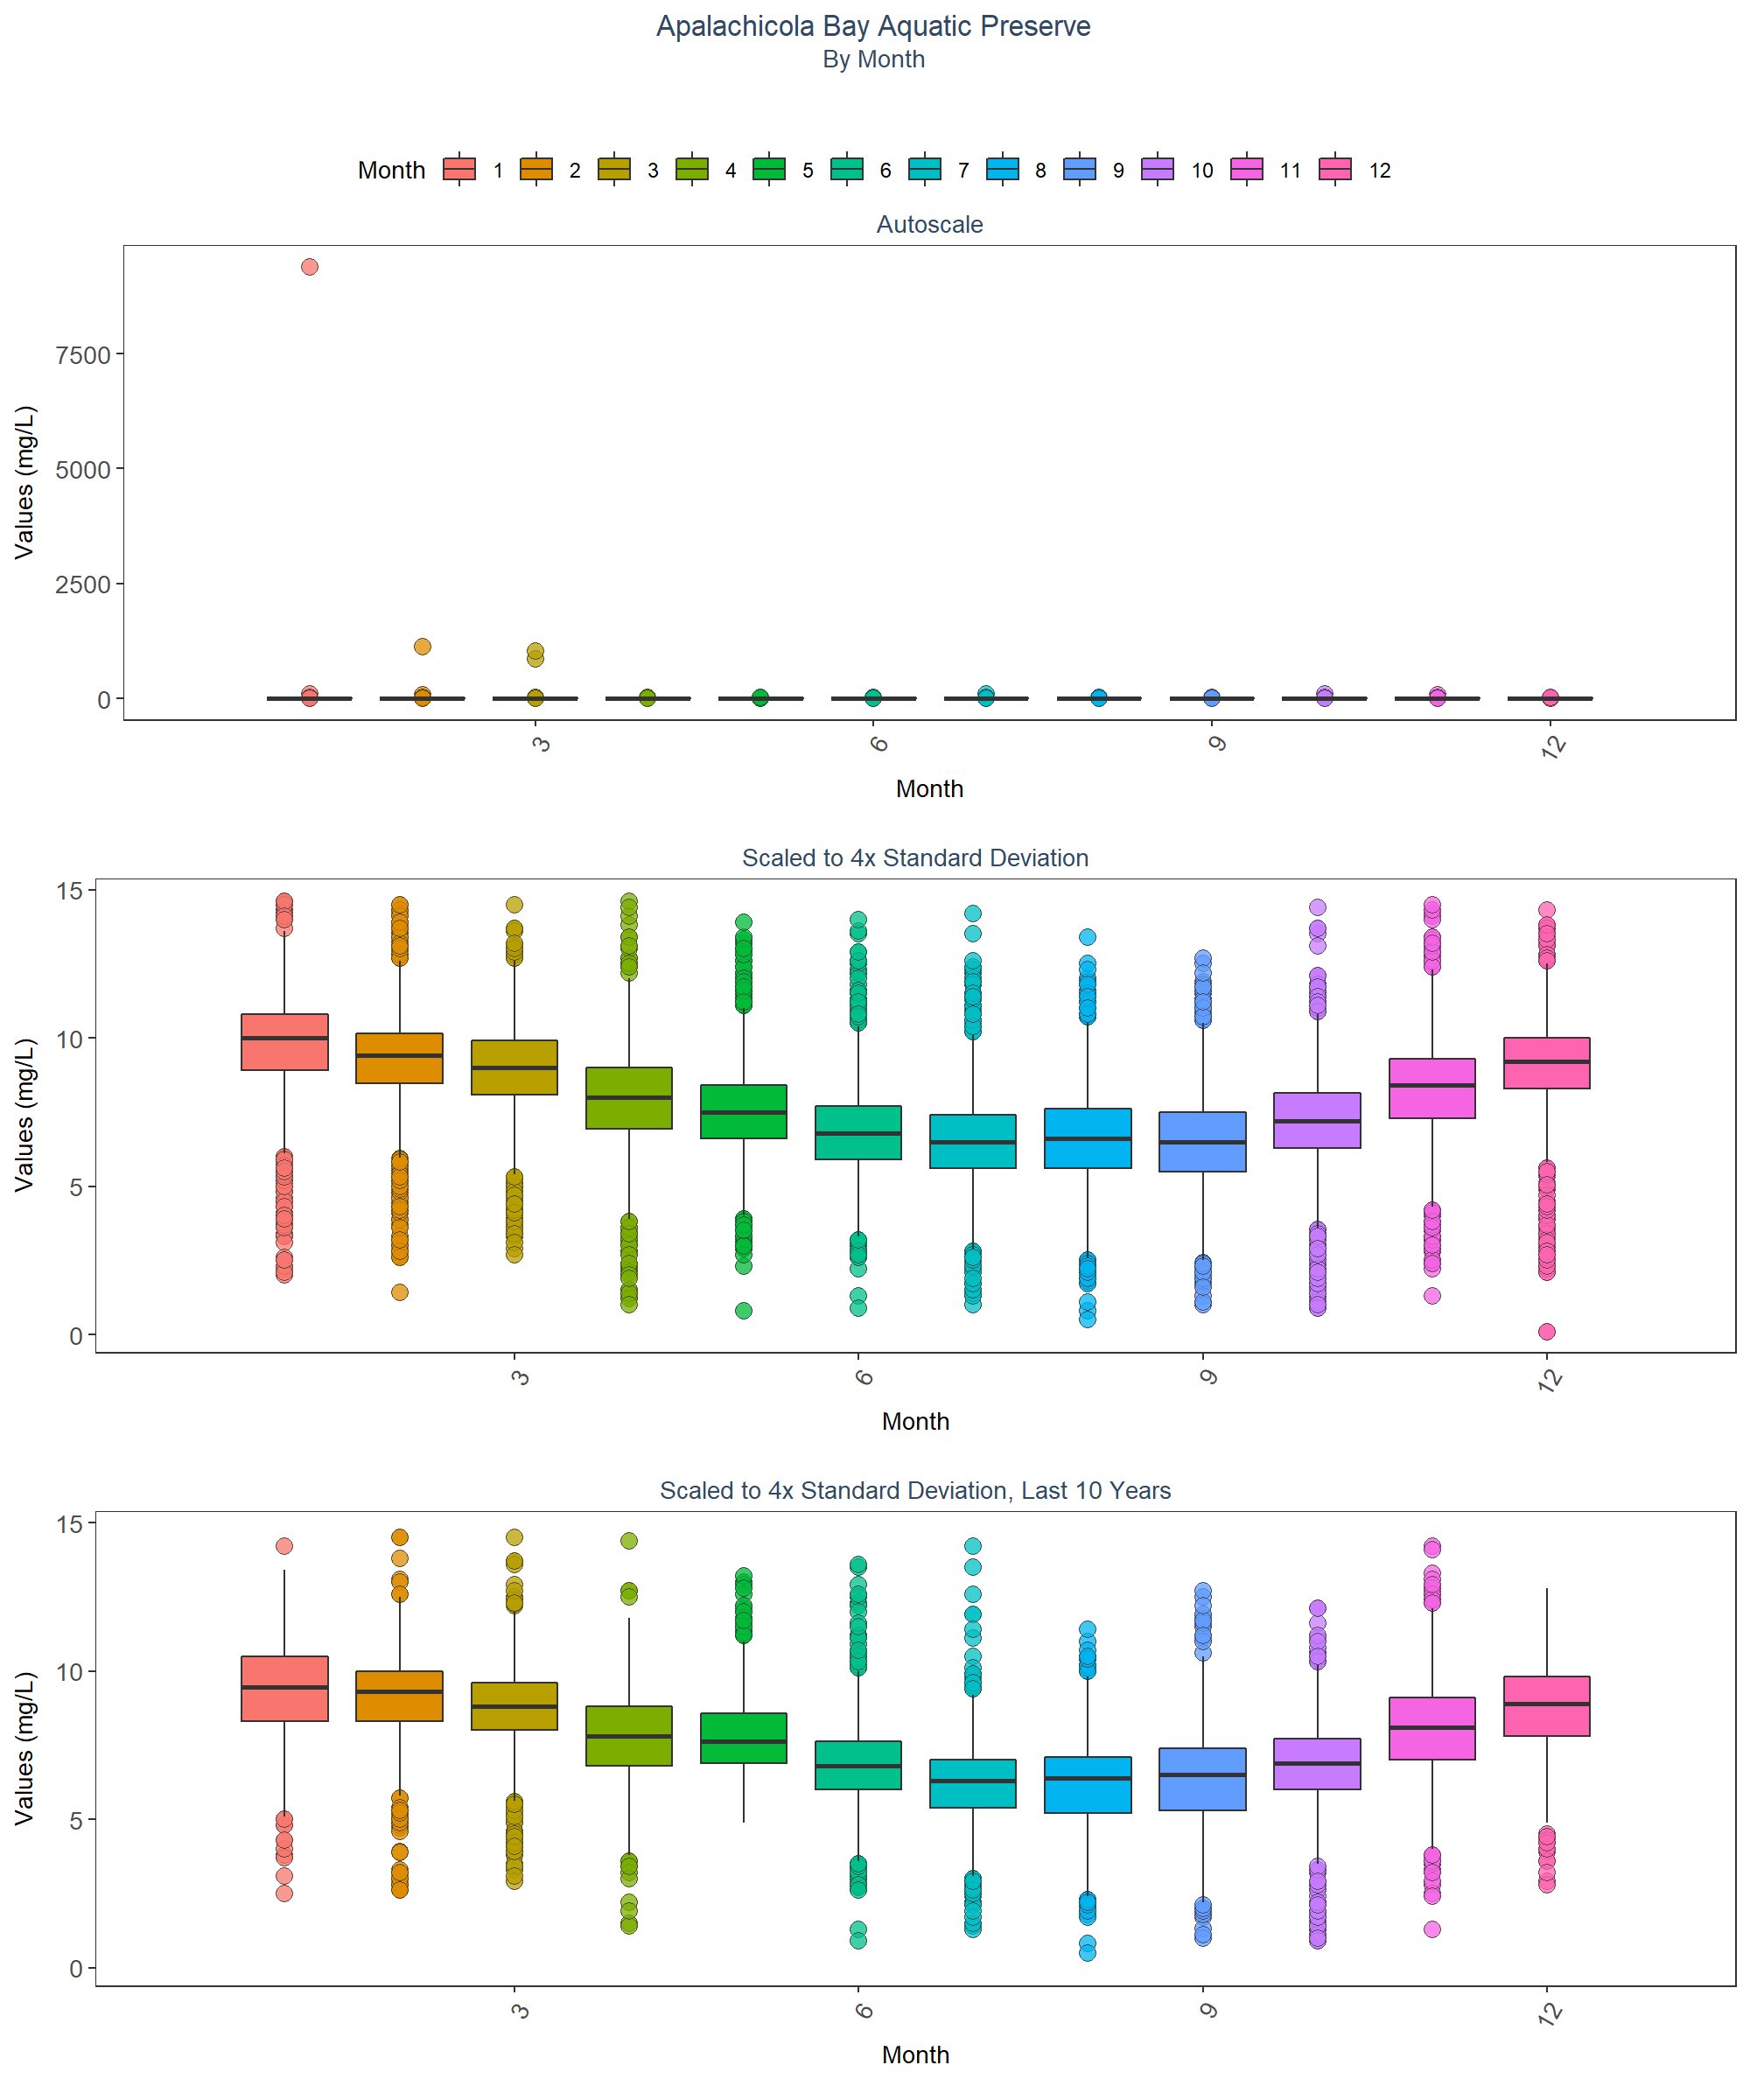 Apalachicola Bay Aquatic Preserve
By Month
Month 1 2 3 4 5 6 7 8 9 10 11 12
Autoscale
Values (mg/L)
7500
5000
2500
0
3 6 9 12
Month
Scaled to 4x Standard Deviation
Values (mg/L)
15
10
5
0
3 6 9 12
Month
Scaled to 4x Standard Deviation, Last 10 Years
Values (mg/L)
15
10
5
0
3 6 9 12
Month